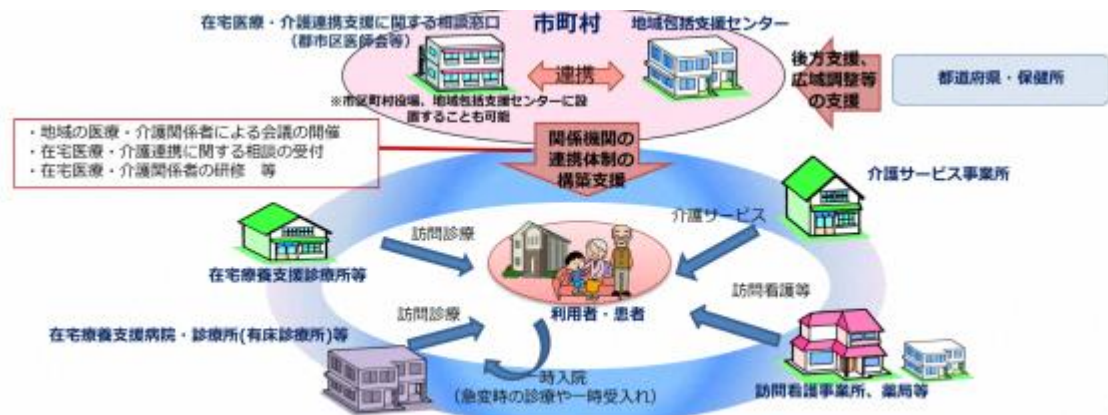 在宅医療・介護連携支援に関する相談窓口
（郡市区医師会等）
市町村
地域包括支援センター
連携
※市区町村役場、地域包括支援センターに設
置することも可能
後方支援、
広域調整等
の支援
都道府県・保健所
・地域の医療・介護関係者による会議の開催
・在宅医療・介護連携に関する相談の受付
・在宅医療・介護関係者の研修　等
関係機関の
連携体制の
構築支援
介護サービス事業所
介護サービス
訪問診療
在宅療養支援診療所等
利用者・患者
訪問看護等
訪問診療
在宅療養支援病院・診療所(有床診療所)等
一時入院
（急変時の診療や一時受入れ）
訪問看護事業所、薬局等